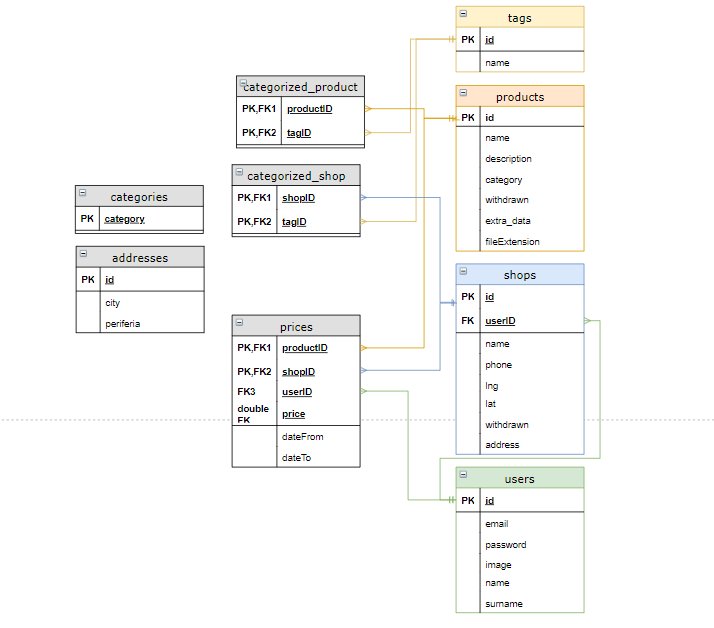 tags
PK id
name
categorized_product
PK,FK1 productID
PK,FK2 tagID
products
PK id
name
description
category
withdrawn
extra_data
fileExtension
categorized_shop
PK,FK1 shopID
PK,FK2 tagID
categories
PK category
addresses
PK id
city
periferia
shops
PK id
FK userID
name
phone
lng
lat
withdrawn
address
prices
PK,FK1 productID
PK,FK2 shopID
FK3 userID
double
FK price
dateFrom
dateTo
users
PK id
email
password
image
name
surname